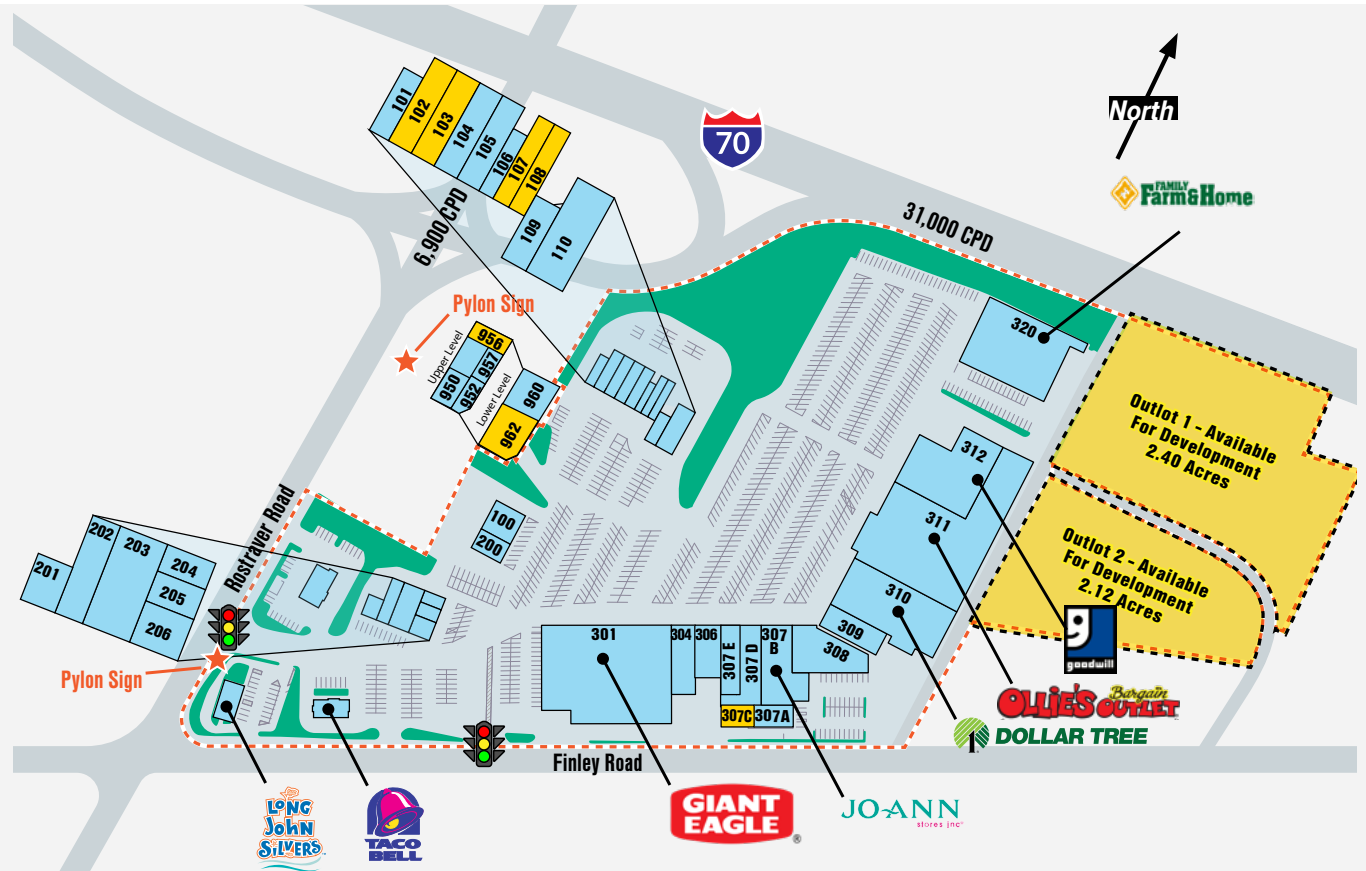 101
102
103
104
105
106
107
108
109
110
70
North
FAMILY
Farm&Home
6,900 CPD
31,000 CPD
Pylon Sign
Upper Level
956
957
950
952
Lower Level
960
962
320
Outlot 1 - Available
For Development
2.40 Acres
312
311
310
309
308
Outlot 2 - Available
For Development
2.12 Acres
100
200
Rostraver Road
201
202
203
204
205
206
Pylon Sign
301
304
306
307 E
307 D
307
B
307C
307A
goodwill
OLLIE'S Bargain
OUTLET
1 DOLLAR TREE
Finley Road
LONG
JOHN
SILVER'S
TACO
BELL
GIANT
EAGLE
®
JO-ANN
stores inc